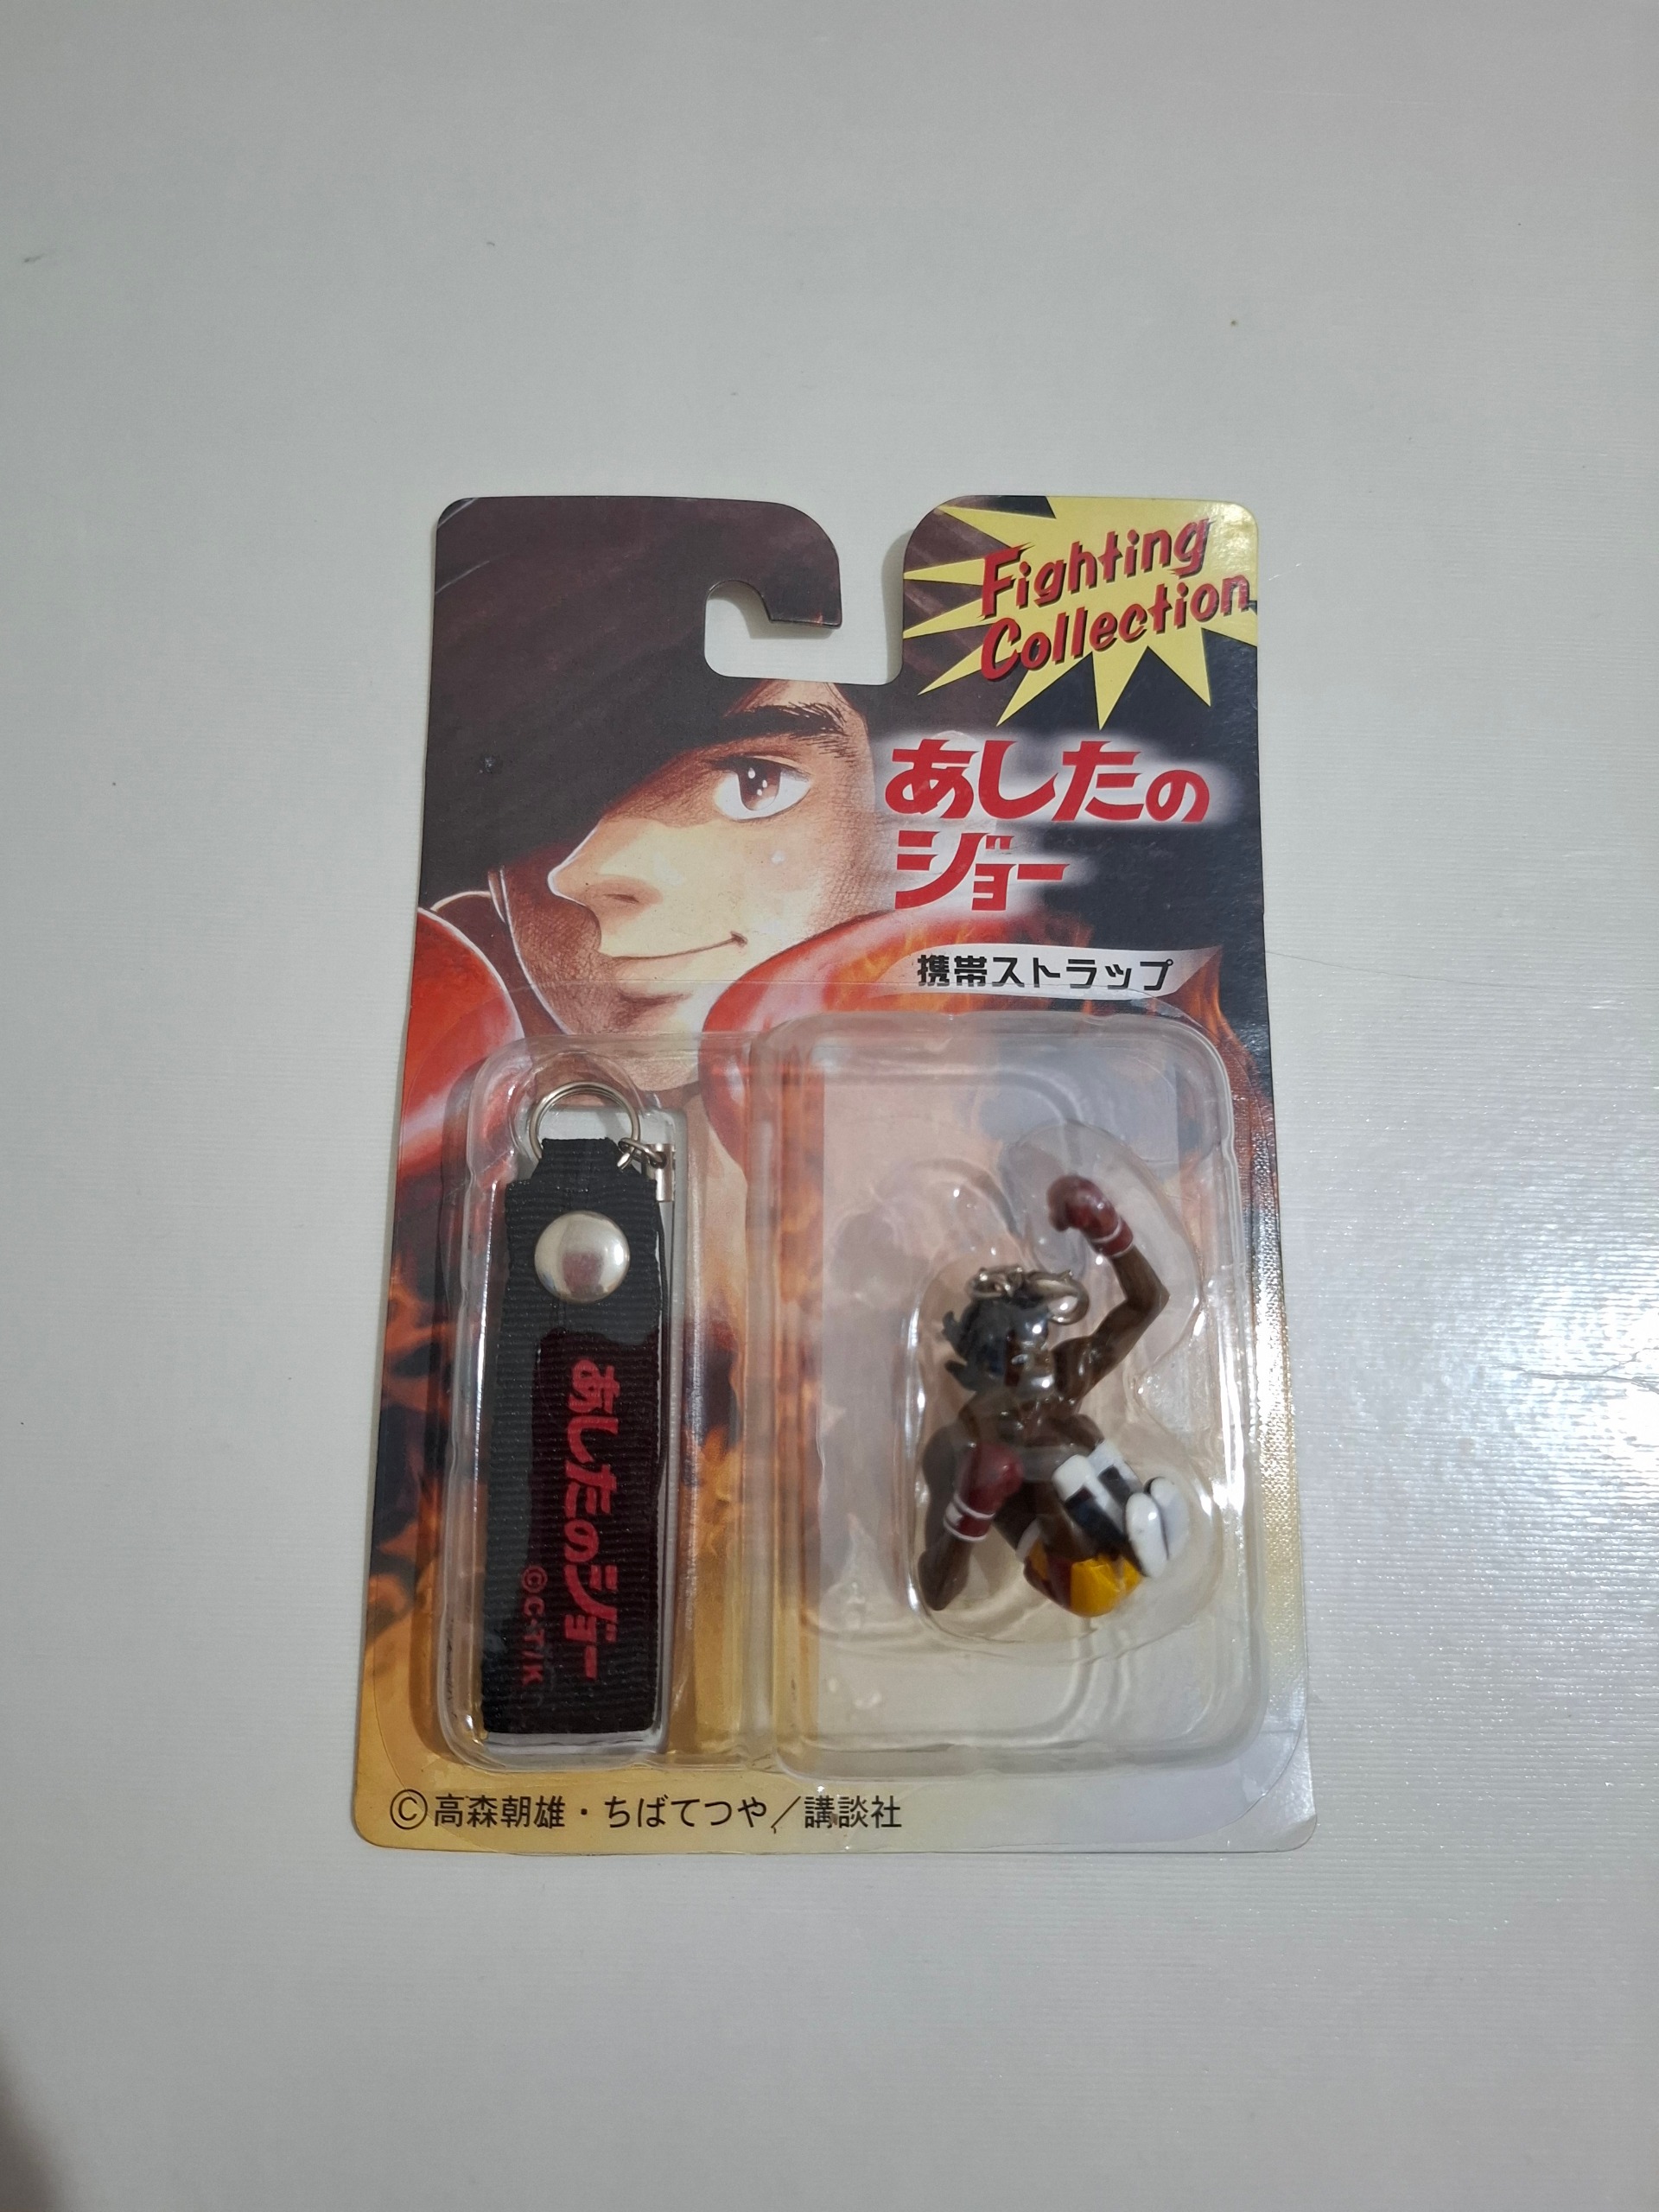 Fighting
Collection
あしたの
ジョー
携帯ストラップ
あしたのジョー
©C・T/K
©高森朝雄・ちばてつや／講談社